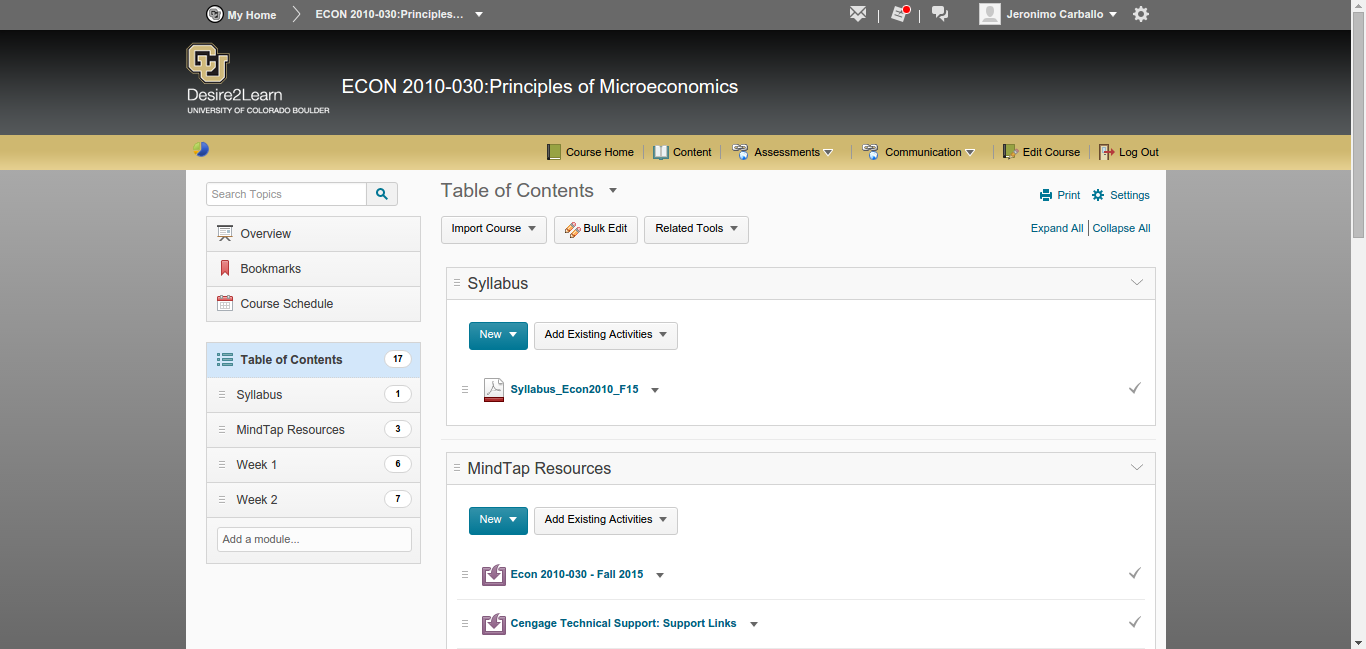 My Home
ECON 2010-030:Principles...
Jeronimo Carballo
CU
Desire2Learn
UNIVERSITY OF COLORADO BOULDER
ECON 2010-030:Principles of Microeconomics
Course Home
Content
Assessments
Communication
Edit Course
Log Out
Search Topics
Overview
Bookmarks
Course Schedule
Table of Contents 17
Syllabus 1
MindTap Resources 3
Week 1 6
Week 2 7
Add a module...
Table of Contents
Print
Settings
Import Course
Bulk Edit
Related Tools
Expand All
Collapse All
Syllabus
New
Add Existing Activities
Syllabus_Econ2010_F15
MindTap Resources
New
Add Existing Activities
Econ 2010-030 - Fall 2015
Cengage Technical Support: Support Links